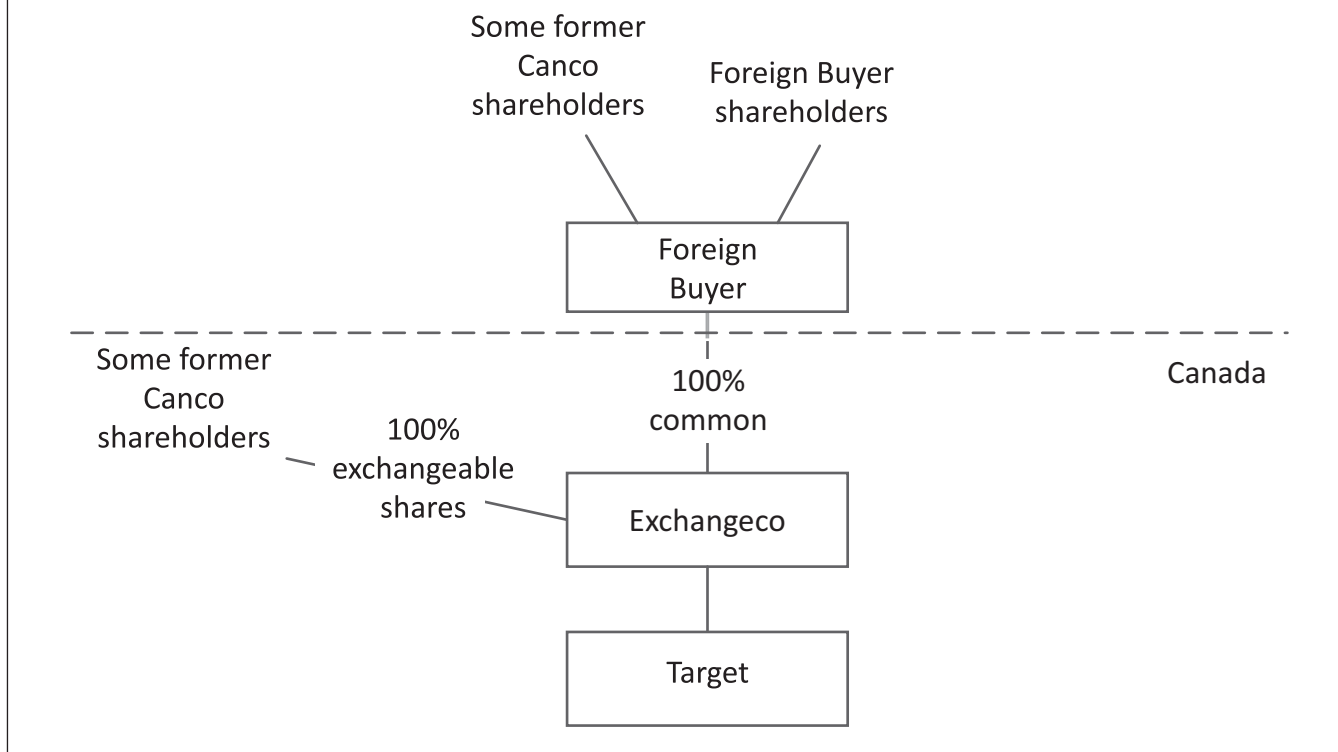 Some former
Canco
shareholders
Foreign Buyer
shareholders
Foreign
Buyer
Some former
Canco
shareholders
100%
common
Canada
100%
exchangeable
shares
Exchangeco
Target